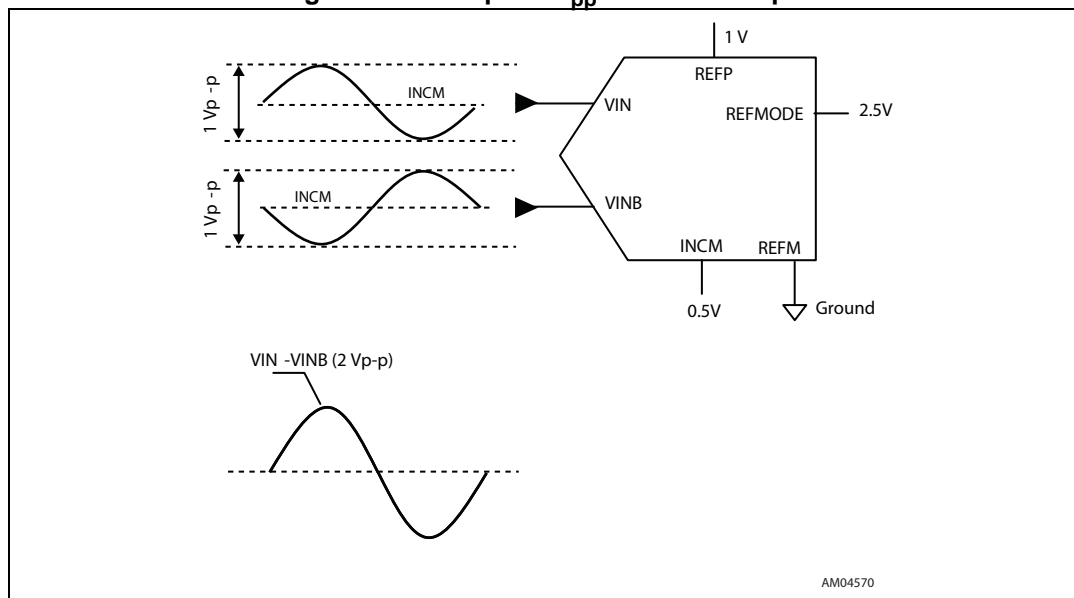 pp
1 V
REFP
1 Vp -p
INCM
VIN
REFMODE
2.5V
1 Vp -p
INCM
VINB
INCM
REFM
0.5V
Ground
VIN -VINB (2 Vp-p)
AM04570